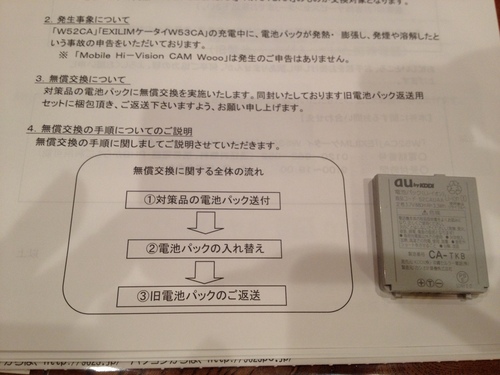 交換対象となります。
2. 発生事象について
「W52CA」「EXILIMケータイW53CA」の充電中に、電池パックが発熱・膨張し、発煙や溶解したと
いう事故の申告をいただいております。
※ 「Mobile Hi-Vision CAM Wooo」は発生のご申告はありません。
3. 無償交換について
対策品の電池パックに無償交換を実施いたします。同封いたしております旧電池パック返送用
セットに梱包頂き、ご返送下さいますよう、お願い申し上げます。
4. 無償交換の手順についてのご説明
無償交換の手順に関しましてご説明させていただきます。
無償交換に関する全体の流れ
①対策品の電池パック送付
②電池パックの入れ替え
③旧電池パックのご返送
au by KDDI